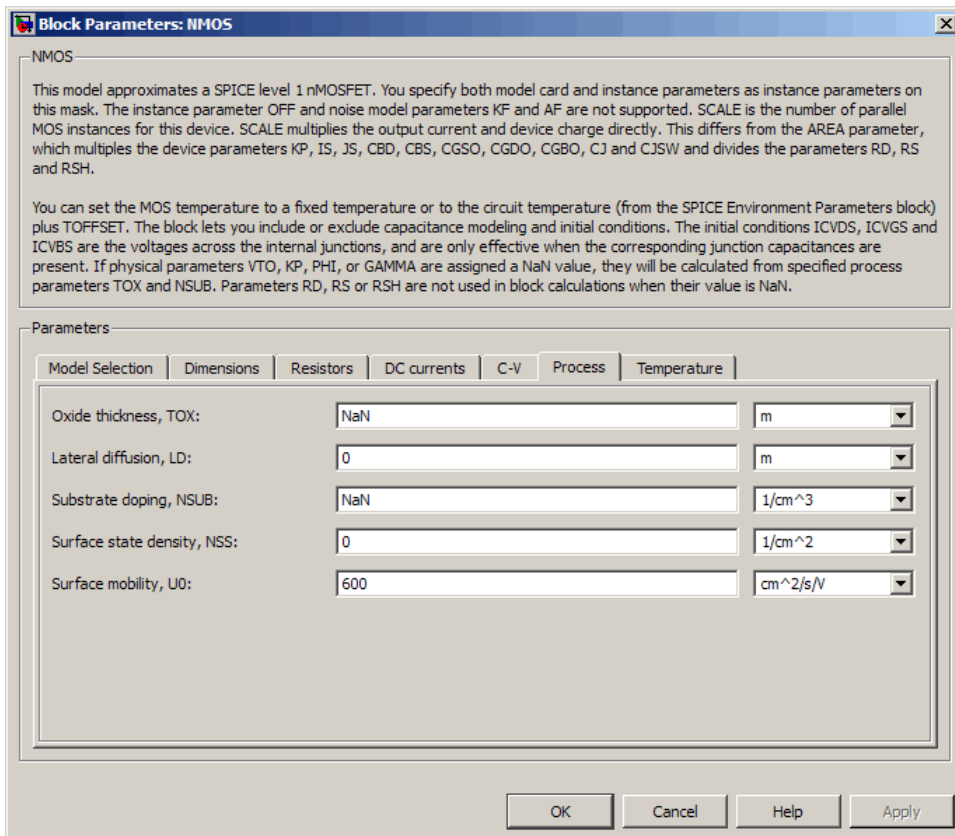 Block Parameters: NMOS
NMOS
This model approximates a SPICE level 1 nMOSFET. You specify both model card and instance parameters as instance parameters on
this mask. The instance parameter OFF and noise model parameters KF and AF are not supported. SCALE is the number of parallel
MOS instances for this device. SCALE multiplies the output current and device charge directly. This differs from the AREA parameter,
which multiples the device parameters KP, IS, JS, CBD, CBS, CGSO, CGDO, CGBO, CJ and CJSW and divides the parameters RD, RS
and RSH.
You can set the MOS temperature to a fixed temperature or to the circuit temperature (from the SPICE Environment Parameters block)
plus TOFFSET. The block lets you include or exclude capacitance modeling and initial conditions. The initial conditions ICVDS, ICVGS and
ICVBS are the voltages across the internal junctions, and are only effective when the corresponding junction capacitances are
present. If physical parameters VTO, KP, PHI, or GAMMA are assigned a NaN value, they will be calculated from specified process
parameters TOX and NSUB. Parameters RD, RS or RSH are not used in block calculations when their value is NaN.
Parameters
Model Selection Dimensions Resistors DC currents C-V Process Temperature
Oxide thickness, TOX: NaN m
Lateral diffusion, LD: 0 m
Substrate doping, NSUB: NaN 1/cm^3
Surface state density, NSS: 0 1/cm^2
Surface mobility, U0: 600 cm^2/s/V
OK Cancel Help Apply